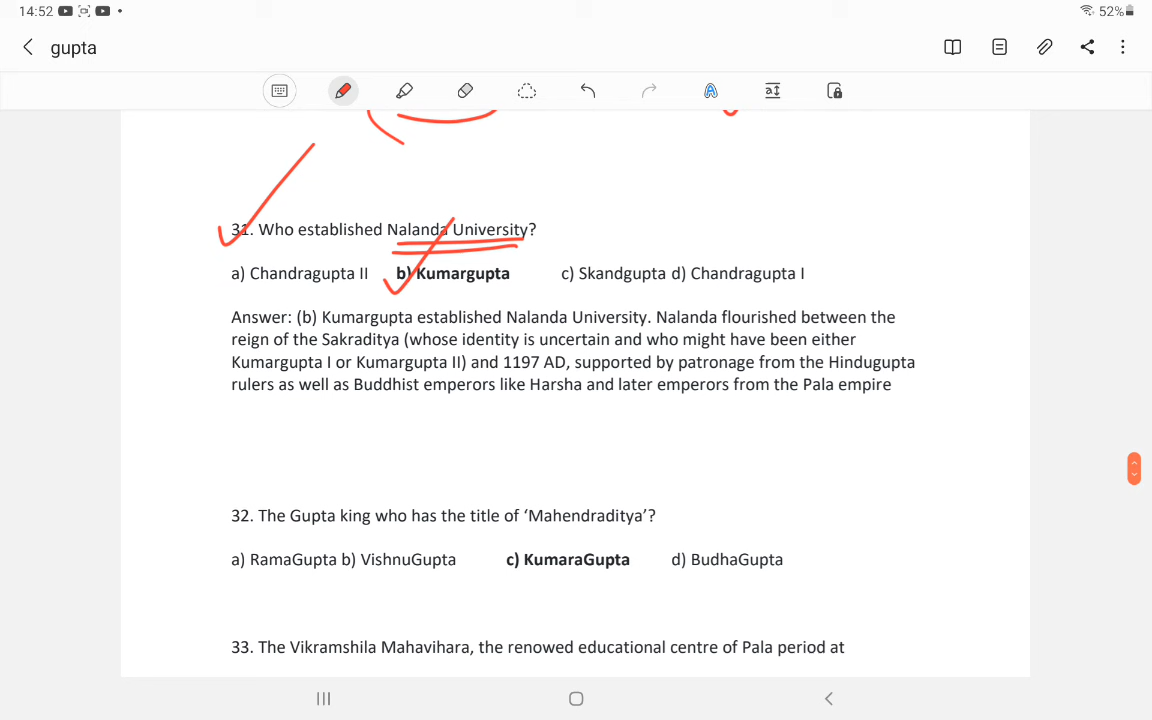 14:52 52%
gupta
31. Who established Nalanda University?
a) Chandragupta II b) Kumargupta c) Skandgupta d) Chandragupta I
Answer: (b) Kumargupta established Nalanda University. Nalanda flourished between the
reign of the Sakraditya (whose identity is uncertain and who might have been either
Kumargupta I or Kumargupta II) and 1197 AD, supported by patronage from the Hindugupta
rulers as well as Buddhist emperors like Harsha and later emperors from the Pala empire
32. The Gupta king who has the title of ‘Mahendraditya’?
a) RamaGupta b) VishnuGupta c) KumaraGupta d) BudhaGupta
33. The Vikramshila Mahavihara, the renowed educational centre of Pala period at